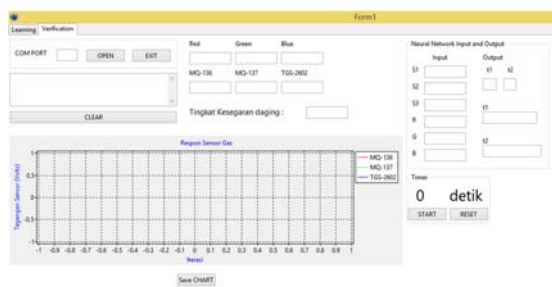 Form1
Learning Verification
COM PORT OPEN EXIT
CLEAR
Red Green Blue
MQ-136 MQ-137 TGS-2602
Tingkat Kesegaran daging :
Neural Network Input and Output
Input Output
S1 t1 t2
S2
S3 t1
R
G t2
B
Timer
0 detik
START RESET
Respon Sensor Gas
Tegangan Sensor (Volts)
1
0.5
0
-0.5
-1
-1 -0.9 -0.8 -0.7 -0.6 -0.5 -0.4 -0.3 -0.2 -0.1 0 0.1 0.2 0.3 0.4 0.5 0.6 0.7 0.8 0.9 1
Iterasi
MQ-136
MQ-137
TGS-2602
Save CHART